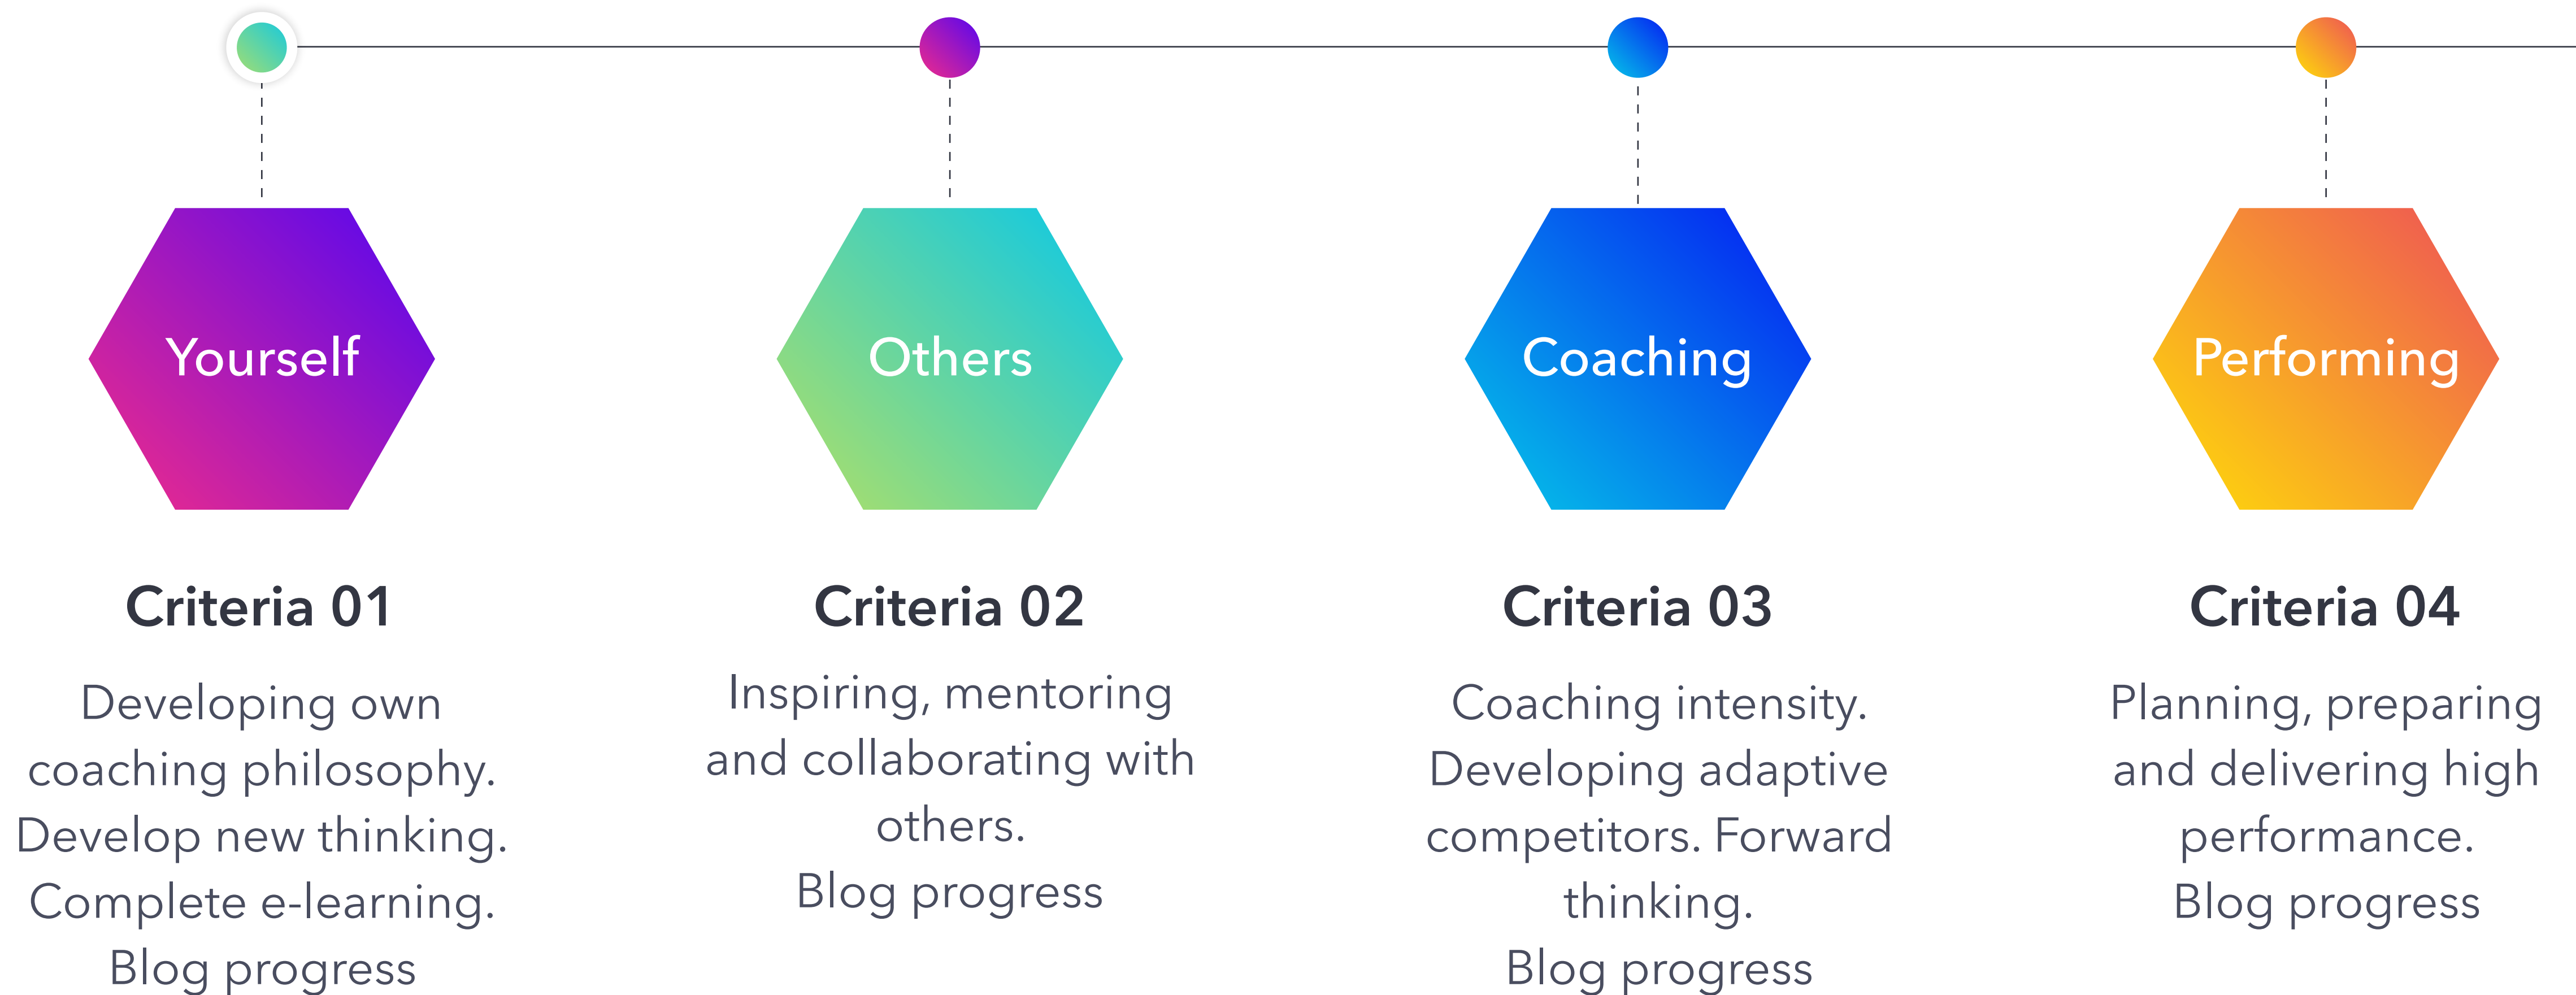 Yourself
Others
Coaching
Performing
Criteria 01
Developing own
coaching philosophy.
Develop new thinking.
Complete e-learning.
Blog progress
Criteria 02
Inspiring, mentoring
and collaborating with
others.
Blog progress
Criteria 03
Coaching intensity.
Developing adaptive
competitors. Forward
thinking.
Blog progress
Criteria 04
Planning, preparing
and delivering high
performance.
Blog progress